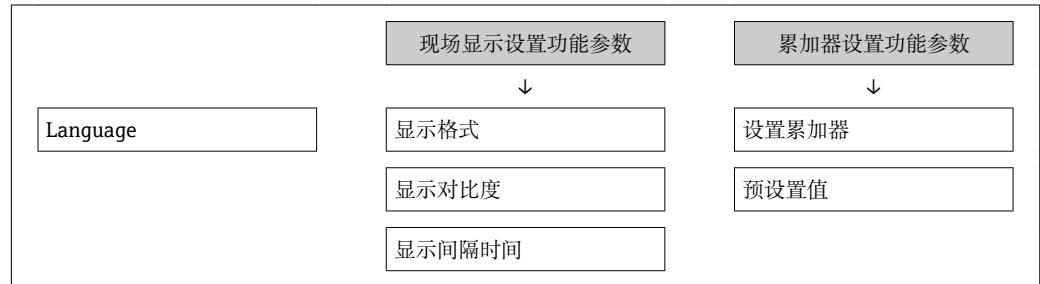 现场显示设置功能参数
累加器设置功能参数
↓
↓
Language
显示格式
设置累加器
显示对比度
预设置值
显示间隔时间